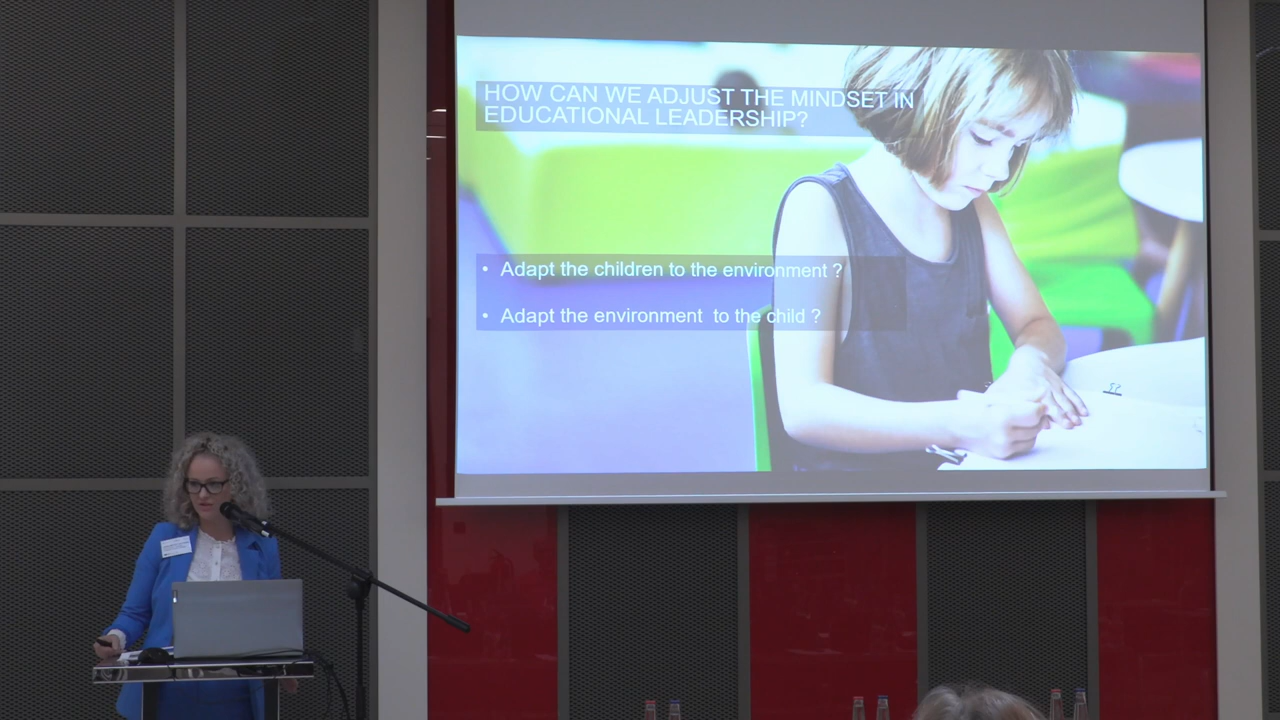 HOW CAN WE ADJUST THE MINDSET IN
EDUCATIONAL LEADERSHIP?
• Adapt the children to the environment ?
• Adapt the environment  to the child ?